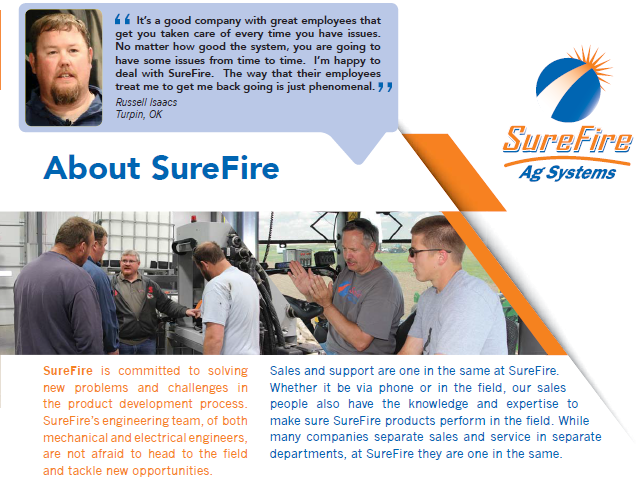 “ It’s a good company with great employees that
get you taken care of every time you have issues.
No matter how good the system, you are going to
have some issues from time to time. I’m happy to
deal with SureFire. The way that their employees
treat me to get me back going is just phenomenal. ”
Russell Isaacs
Turpin, OK
SureFire
Ag Systems
About SureFire
SureFire is committed to solving
new problems and challenges in
the product development process.
SureFire’s engineering team, of both
mechanical and electrical engineers,
are not afraid to head to the field
and tackle new opportunities.
Sales and support are one in the same at SureFire.
Whether it be via phone or in the field, our sales
people also have the knowledge and expertise to
make sure SureFire products perform in the field. While
many companies separate sales and service in separate
departments, at SureFire they are one in the same.